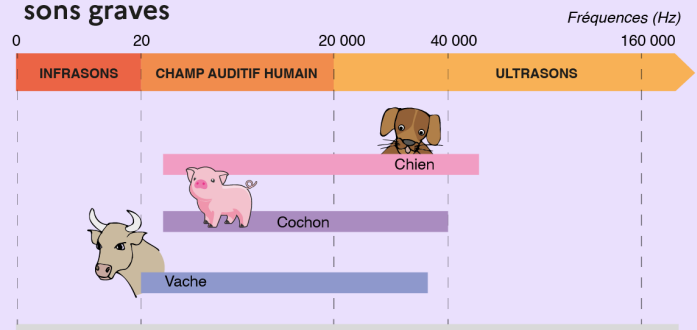 sons graves
Fréquences (Hz)
0 20 20 000 40 000 160 000
INFRASONS CHAMP AUDITIF HUMAIN ULTRASONS
Chien
Cochon
Vache